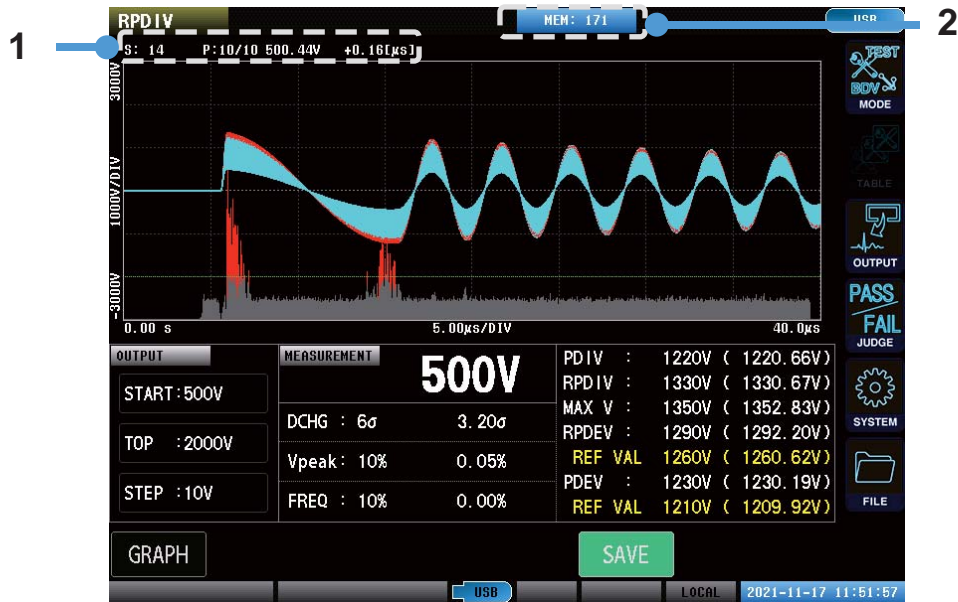 RPDIV
MEM: 171
USB
1
2
S: 14 P:10/10 500.44V +0.16[µs]
3000V
1000V/DIV
-3000V
0.00 s
5.00µs/DIV
40.0µs
TEST
BDV
MODE
TABLE
OUTPUT
PASS
FAIL
JUDGE
SYSTEM
FILE
OUTPUT
START:500V
TOP :2000V
STEP :10V
MEASUREMENT
500V
DCHG : 6σ 3.20σ
Vpeak: 10% 0.05%
FREQ : 10% 0.00%
PDIV : 1220V ( 1220.66V)
RPDIV : 1330V ( 1330.67V)
MAX V : 1350V ( 1352.83V)
RPDEV : 1290V ( 1292.20V)
REF VAL 1260V ( 1260.62V)
PDEV : 1230V ( 1230.19V)
REF VAL 1210V ( 1209.92V)
GRAPH
SAVE
USB
LOCAL
2021-11-17 11:51:57